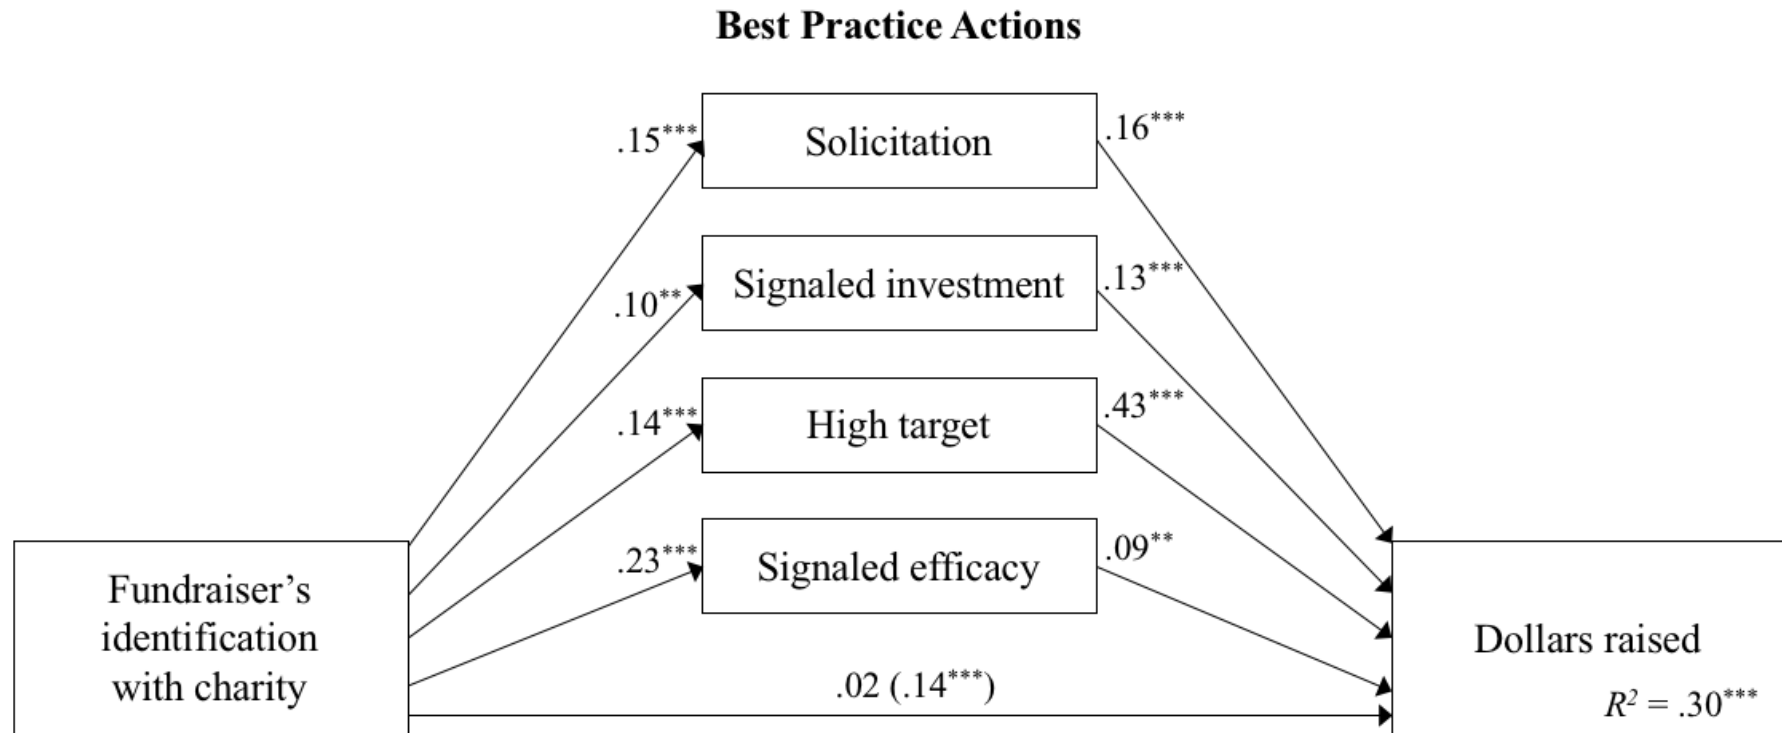 Best Practice Actions
.15***
Solicitation
.16***
.10**
Signaled investment
.13***
.14***
High target
.43***
.23***
Signaled efficacy
.09**
Fundraiser’s
identification
with charity
.02 (.14***)
Dollars raised
R² = .30***